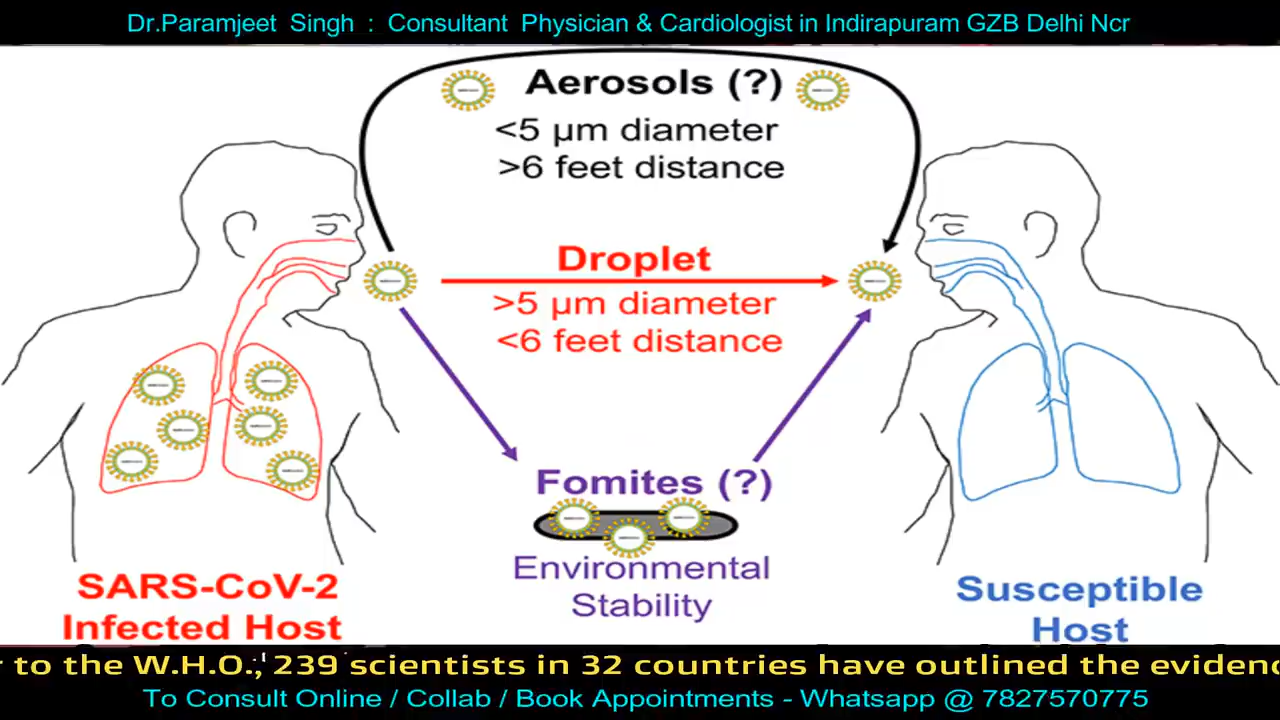 Dr.Paramjeet Singh : Consultant Physician & Cardiologist in Indirapuram GZB Delhi Ncr
Aerosols (?)
<5 µm diameter
>6 feet distance
Droplet
>5 µm diameter
<6 feet distance
Fomites (?)
Environmental
Stability
SARS-CoV-2
Infected Host
Susceptible
Host
to the W.H.O., 239 scientists in 32 countries have outlined the
To Consult Online / Collab / Book Appointments - Whatsapp @ 7827570775